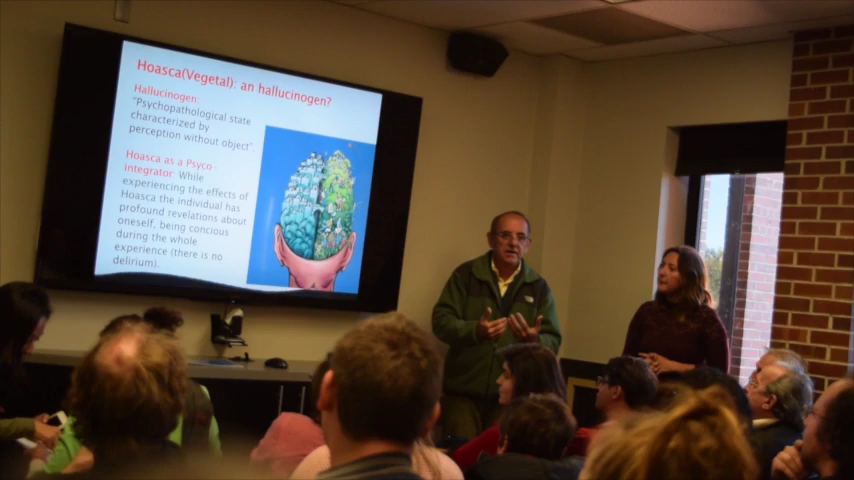 Hoasca(Vegetal): an hallucinogen?
Hallucinogen:
"Psychopathological state
characterized by
perception without object".
Hoasca as a Psyco-
integrator: While
experiencing the effects of
Hoasca the individual has
profound revelations about
oneself, being concious
during the whole
experience (there is no
delirium).